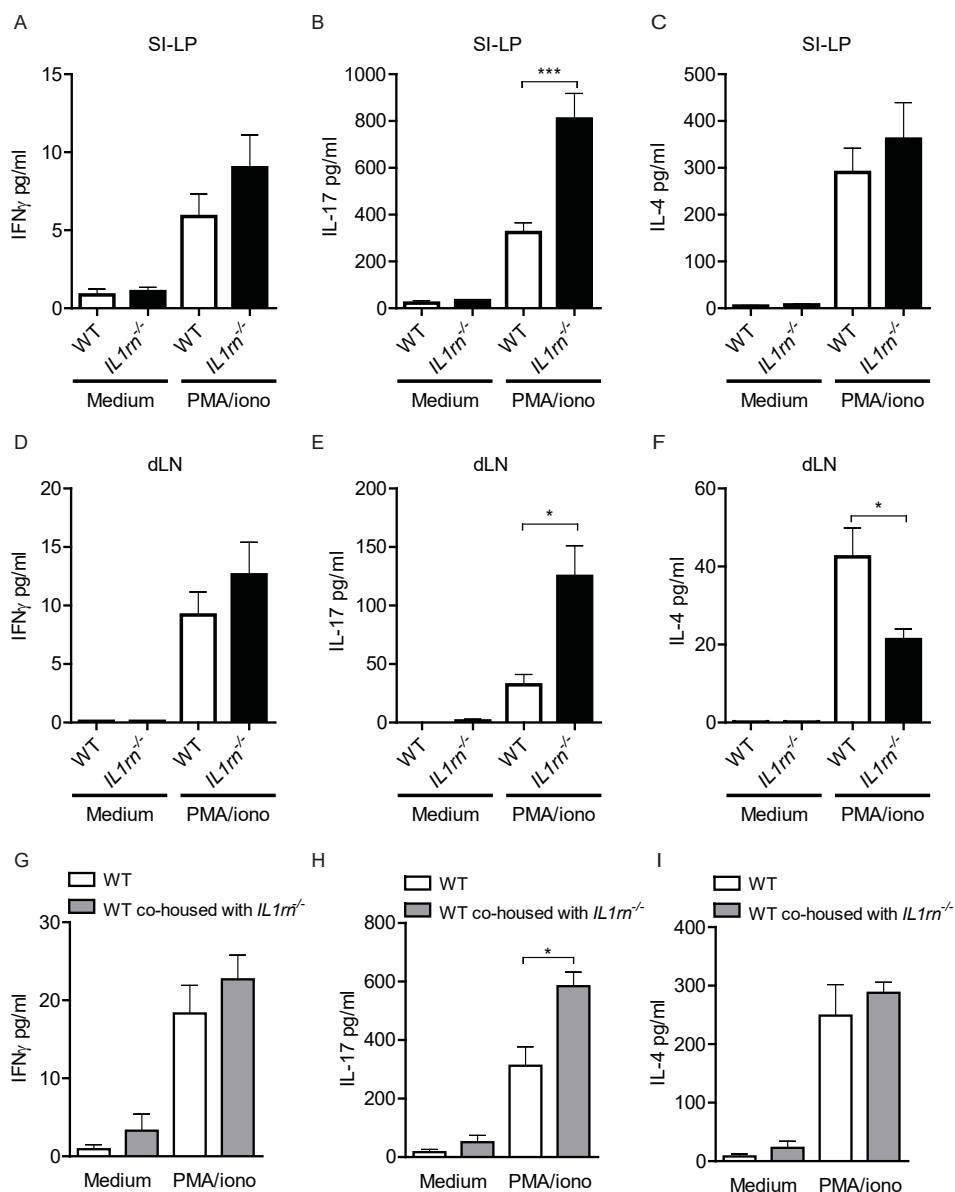 A
SI-LP
IFNγ pg/ml
15
10
5
0
WT
IL1rn-/-
WT
IL1rn-/-
Medium
PMA/iono
B
SI-LP
IL-17 pg/ml
1000
800
600
400
200
0
***
WT
IL1rn-/-
WT
IL1rn-/-
Medium
PMA/iono
C
SI-LP
IL-4 pg/ml
500
400
300
200
100
0
WT
IL1rn-/-
WT
IL1rn-/-
Medium
PMA/iono
D
dLN
IFNγ pg/ml
20
15
10
5
0
WT
IL1rn-/-
WT
IL1rn-/-
Medium
PMA/iono
E
dLN
IL-17 pg/ml
200
150
100
50
0
*
WT
IL1rn-/-
WT
IL1rn-/-
Medium
PMA/iono
F
dLN
IL-4 pg/ml
60
40
20
0
*
WT
IL1rn-/-
WT
IL1rn-/-
Medium
PMA/iono
G
WT
WT co-housed with IL1rn-/-
IFNγ pg/ml
30
20
10
0
Medium
PMA/iono
H
WT
WT co-housed with IL1rn-/-
IL-17 pg/ml
800
600
400
200
0
*
Medium
PMA/iono
I
WT
WT co-housed with IL1rn-/-
IL-4 pg/ml
400
300
200
100
0
Medium
PMA/iono